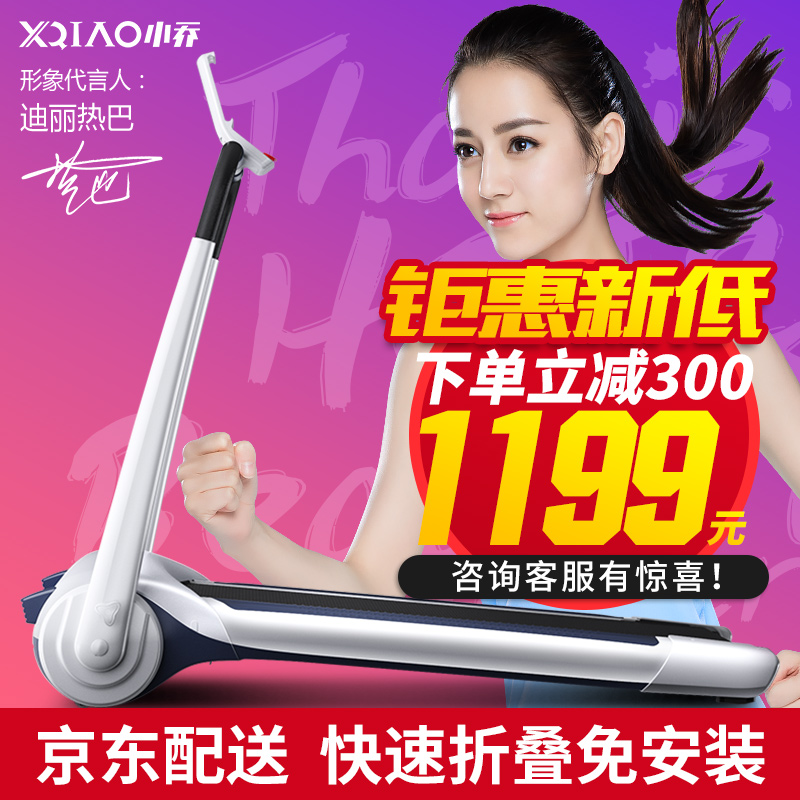 XQIAO小乔
形象代言人：
迪丽热巴
钜惠新低
下单立减300
1199元
咨询客服有惊喜！
京东配送 快速折叠免安装